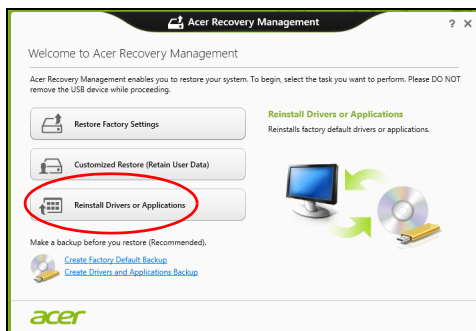 Acer Recovery Management
? ×
Welcome to Acer Recovery Management
Acer Recovery Management enables you to restore your system. To begin, select the task you want to perform. Please DO NOT
remove the USB device while proceeding.
Restore Factory Settings
Customized Restore (Retain User Data)
Reinstall Drivers or Applications
Reinstall Drivers or Applications
Reinstalls factory default drivers or applications.
Make a backup before you restore (Recommended).
Create Factory Default Backup
Create Drivers and Applications Backup
acer